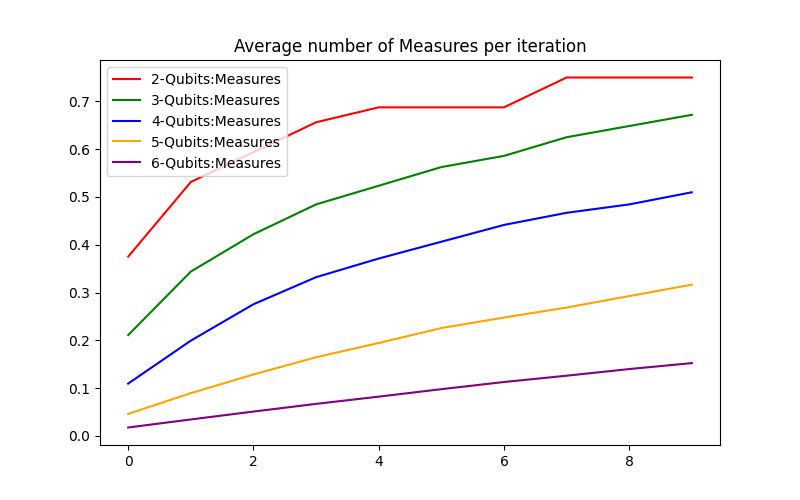 Average number of Measures per iteration
2-Qubits:Measures
3-Qubits:Measures
4-Qubits:Measures
5-Qubits:Measures
6-Qubits:Measures
0.7
0.6
0.5
0.4
0.3
0.2
0.1
0.0
0 2 4 6 8